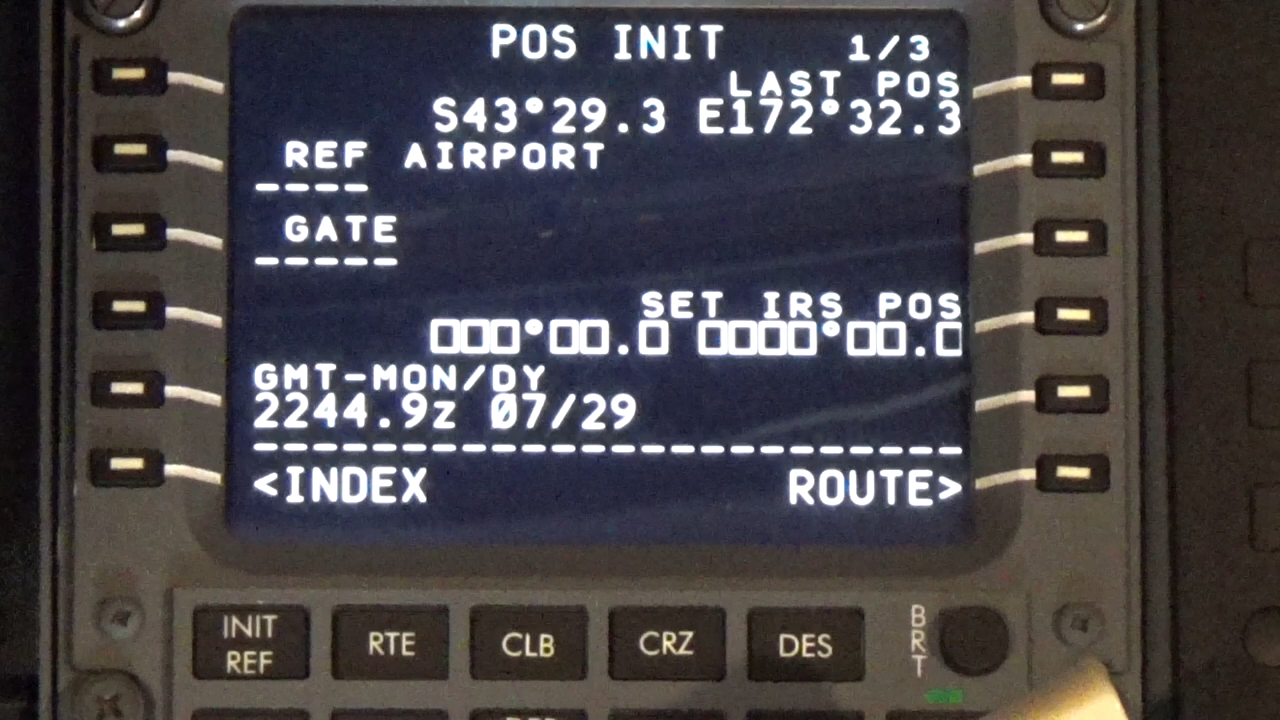 POS INIT 1/3
LAST POS
S43°29.3 E172°32.3
REF AIRPORT
----
GATE
-----
SET IRS POS
□□□°□□.□ □□□□°□□.□
GMT-MON/DY
2244.9z 07/29
------------------------
<INDEX ROUTE>
INIT REF
RTE
CLB
CRZ
DES
BRT